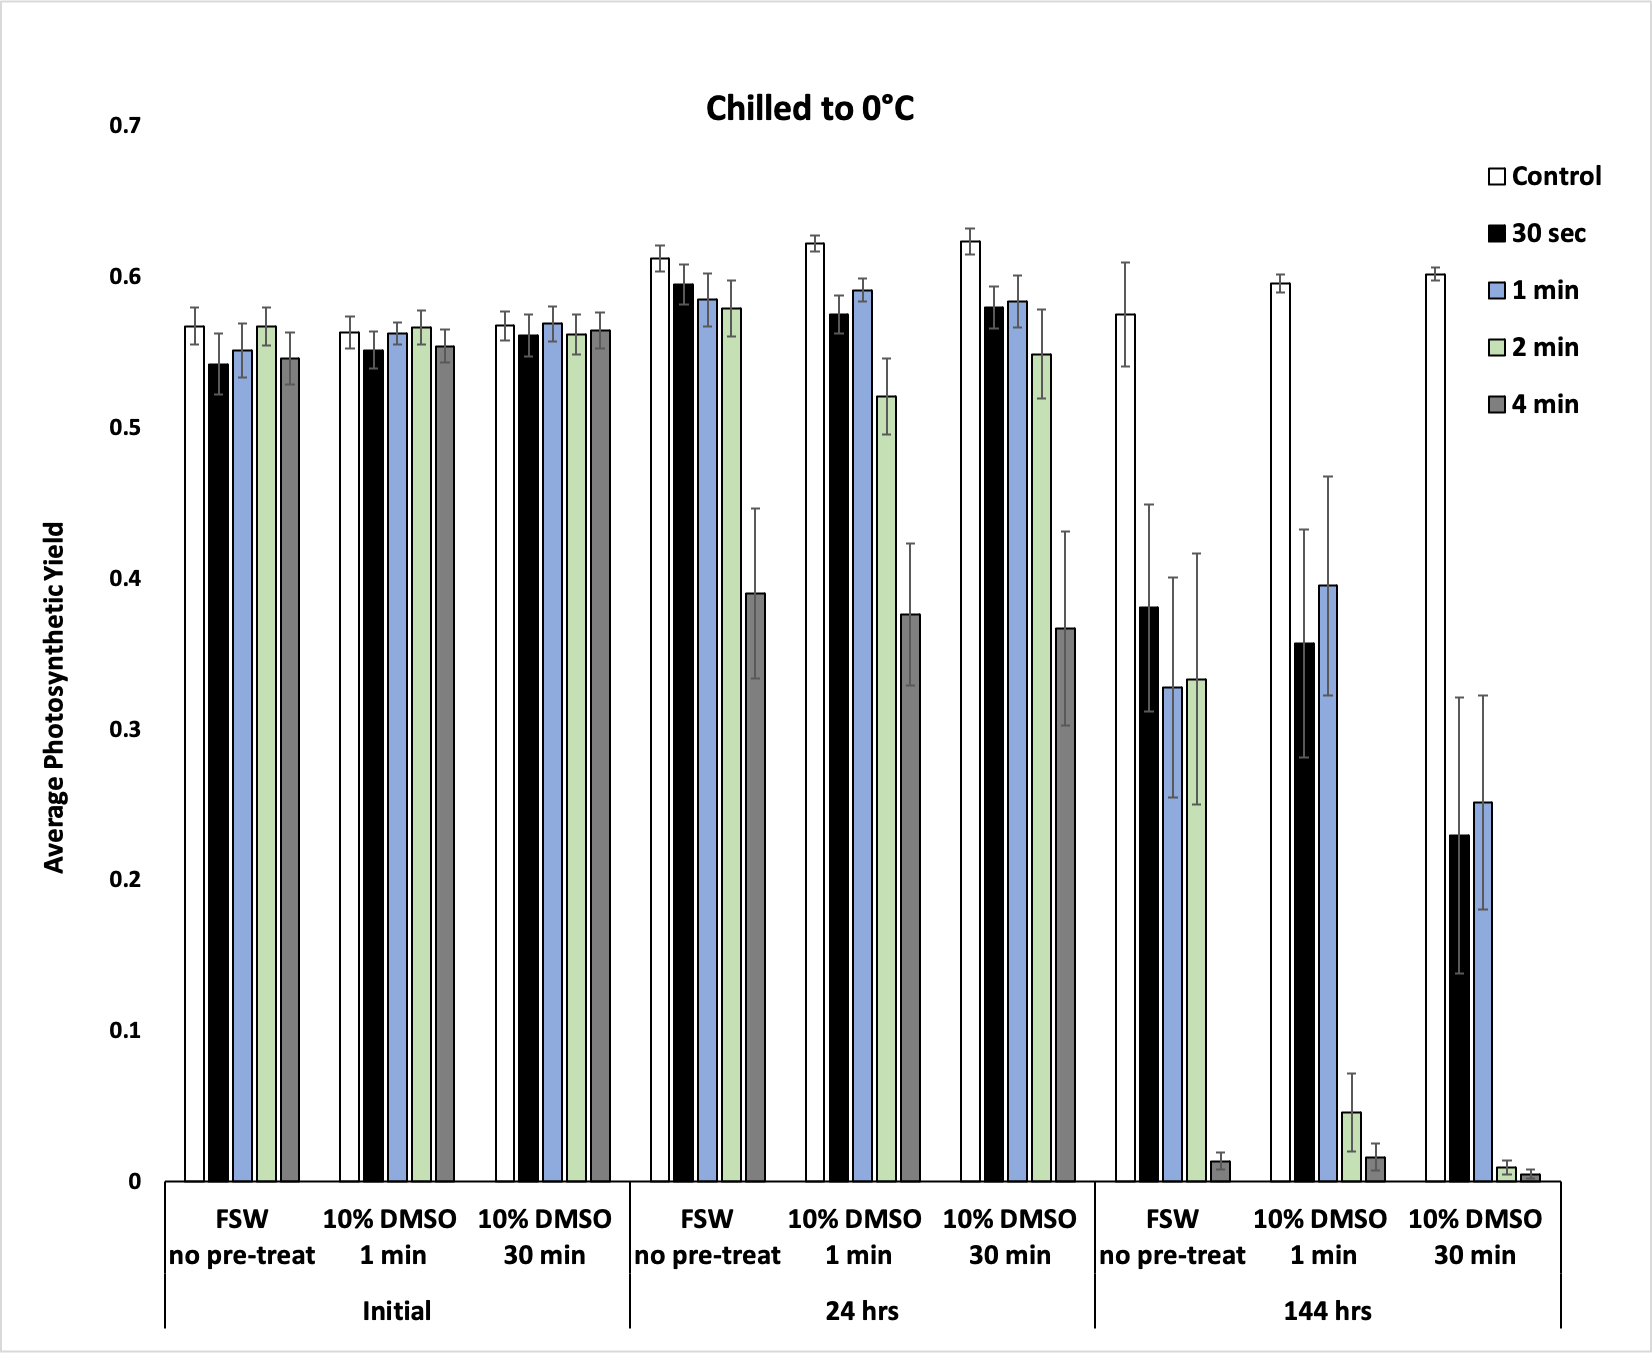 Chilled to 0°C
0.7
0.6
0.5
0.4
0.3
0.2
0.1
0
Average Photosynthetic Yield
Control
30 sec
1 min
2 min
4 min
FSW 10% DMSO 10% DMSO FSW 10% DMSO 10% DMSO FSW 10% DMSO 10% DMSO
no pre-treat 1 min 30 min no pre-treat 1 min 30 min no pre-treat 1 min 30 min
Initial 24 hrs 144 hrs